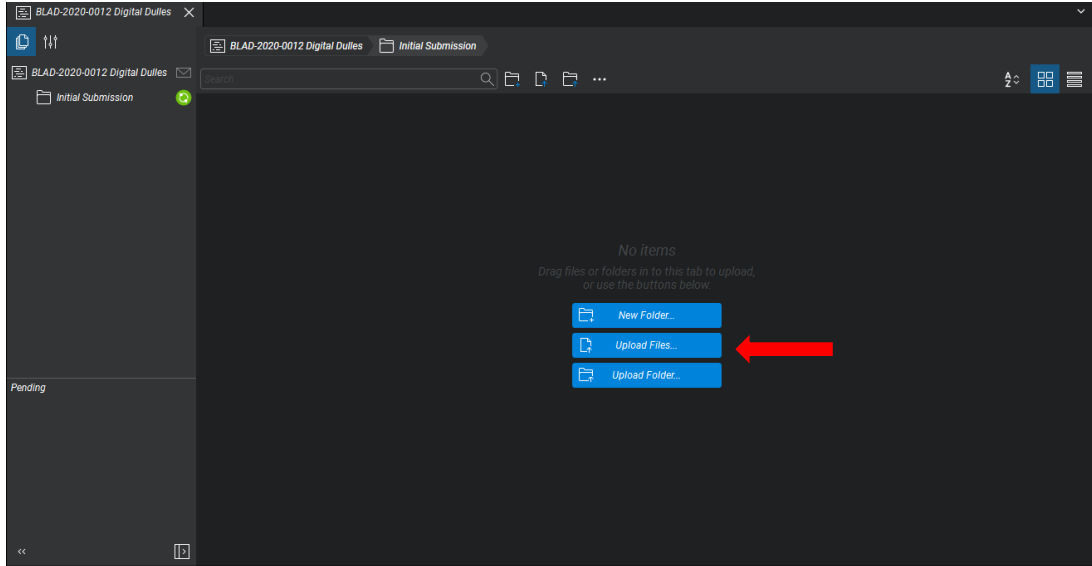 BLAD-2020-0012 Digital Dulles
BLAD-2020-0012 Digital Dulles
Initial Submission
BLAD-2020-0012 Digital Dulles
Initial Submission
Search
No items
Drag files or folders in to this tab to upload,
or use the buttons below.
New Folder...
Upload Files...
Upload Folder...
Pending